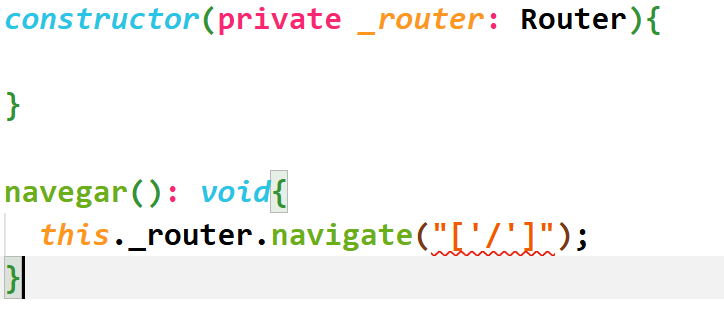 constructor(private _router: Router){
}
navegar(): void{
this._router.navigate("['/']");
}